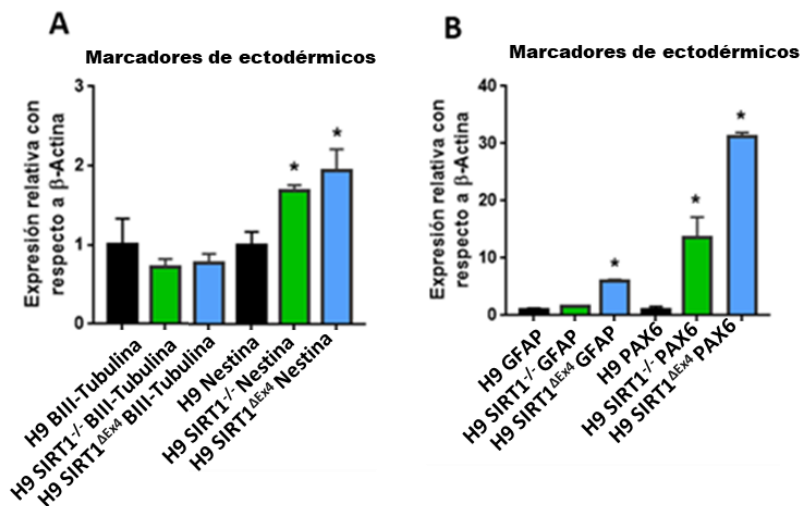 A
Marcadores de ectodérmicos
Expresión relativa con
respecto a β-Actina
3
2
1
0
*
*
H9 BIII-Tubulina
H9 SIRT1-/- BIII-Tubulina
H9 SIRT1ΔEx4 BIII-Tubulina
H9 Nestina
H9 SIRT1-/- Nestina
H9 SIRT1ΔEx4 Nestina
B
Marcadores de ectodérmicos
Expresión relativa con
respecto a β-Actina
40
30
20
10
0
*
*
*
H9 GFAP
H9 SIRT1-/- GFAP
H9 SIRT1ΔEx4 GFAP
H9 PAX6
H9 SIRT1-/- PAX6
H9 SIRT1ΔEx4 PAX6